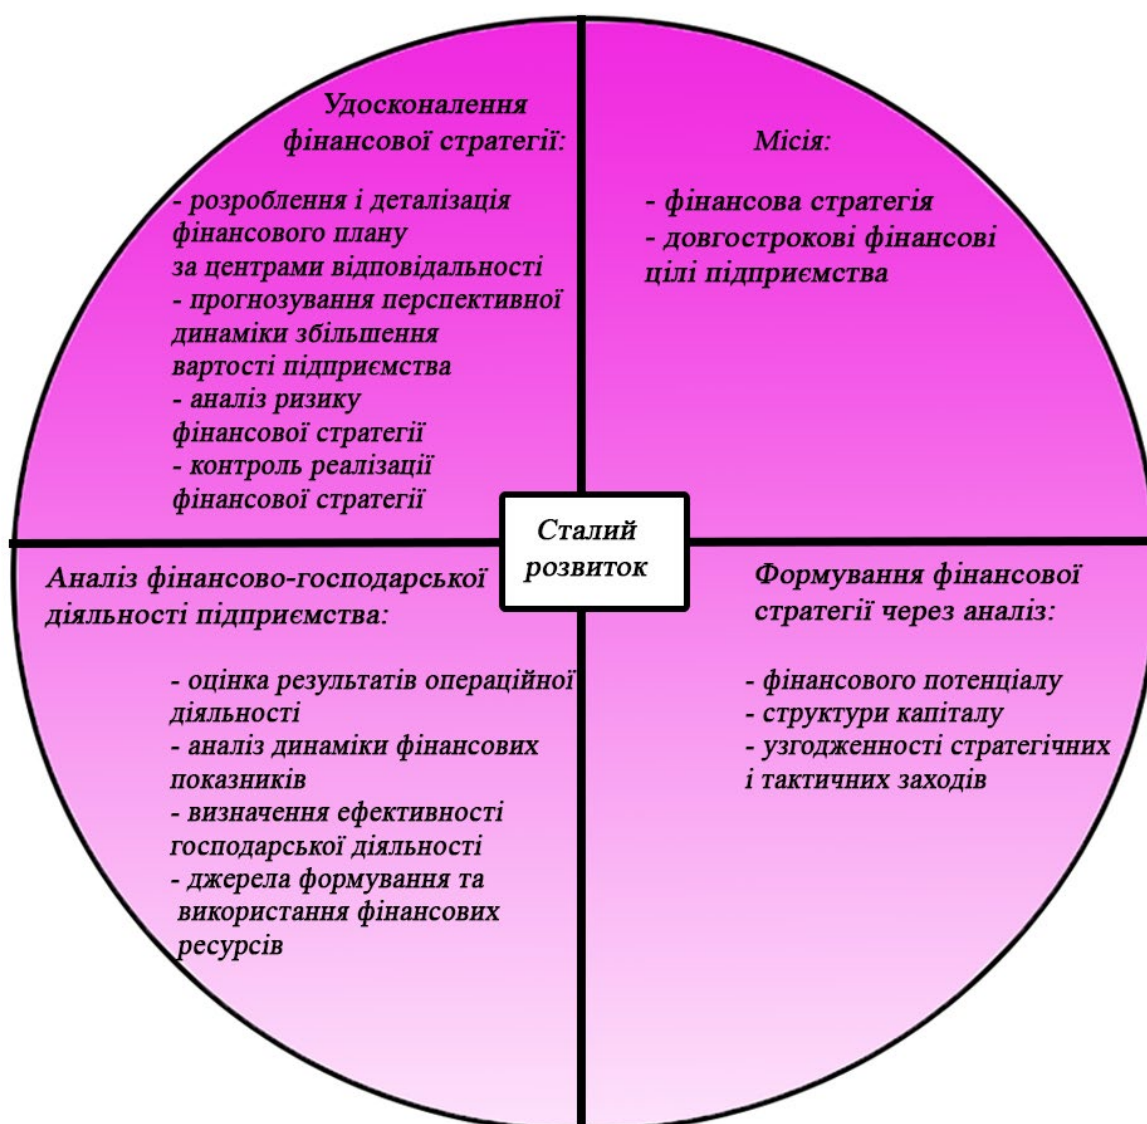 Удосконалення
фінансової стратегії:
- розроблення і деталізація
фінансового плану
за центрами відповідальності
- прогнозування перспективної
динаміки збільшення
вартості підприємства
- аналіз ризику
фінансової стратегії
- контроль реалізації
фінансової стратегії
Місія:
- фінансова стратегія
- довгострокові фінансові
цілі підприємства
Сталий
розвиток
Аналіз фінансово-господарської
діяльності підприємства:
- оцінка результатів операційної
діяльності
- аналіз динаміки фінансових
показників
- визначення ефективності
господарської діяльності
- джерела формування та
використання фінансових
ресурсів
Формування фінансової
стратегії через аналіз:
- фінансового потенціалу
- структури капіталу
- узгодженності стратегічних
і тактичних заходів